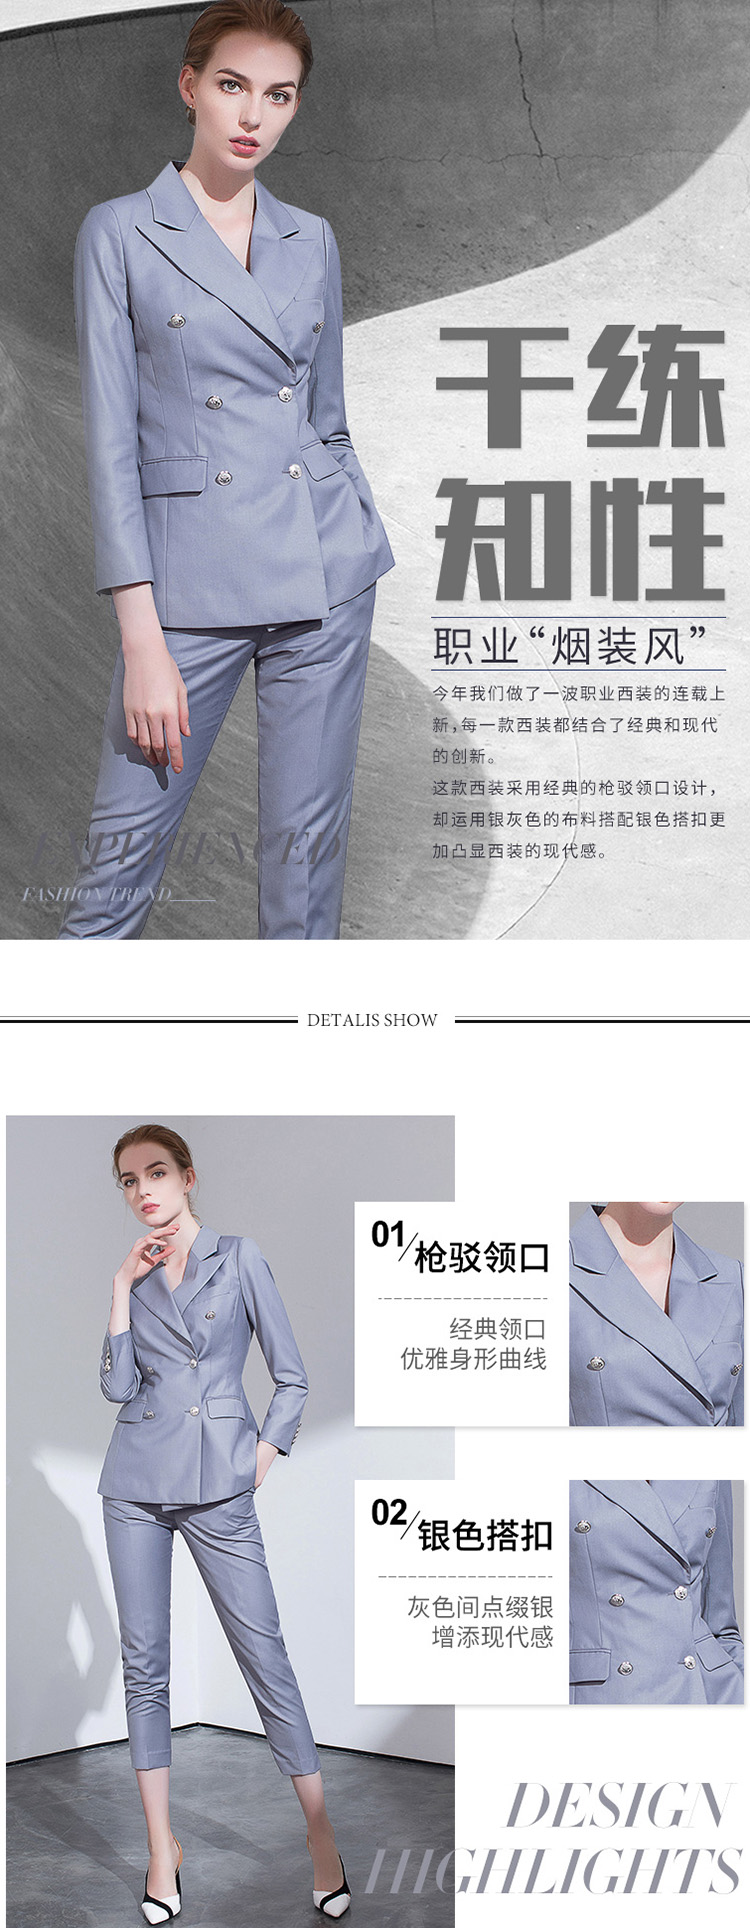 干练
知性
职业“烟装风”
今年我们做了一波职业西装的连载上
新，每一款西装都结合了经典和现代
的创新。
这款西装采用经典的枪驳领口设计，
却运用银灰色的布料搭配银色搭扣更
加凸显西装的现代感。
EXPERIENCED
FASHION TREND
DETALIS SHOW
01/枪驳领口
经典领口
优雅身形曲线
02/银色搭扣
灰色间点缀银
增添现代感
DESIGN
HIGHLIGHTS